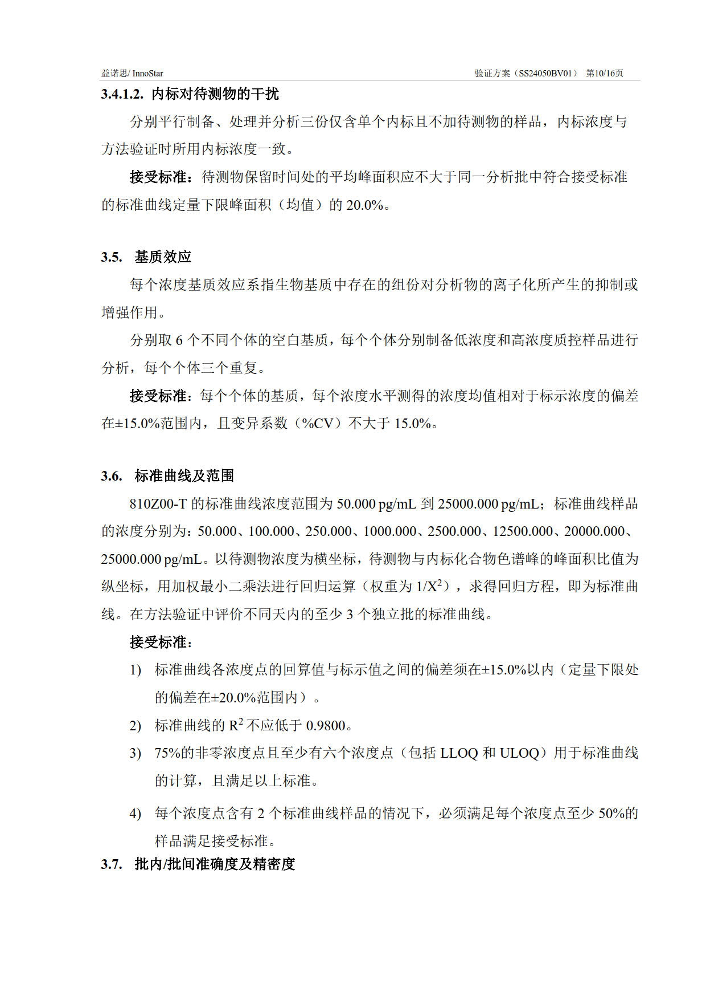 益诺思/ InnoStar 验证方案（SS24050BV01） 第10/16页
3.4.1.2. 内标对待测物的干扰
分别平行制备、处理并分析三份仅含单个内标且不加待测物的样品，内标浓度与
方法验证时所用内标浓度一致。
接受标准：待测物保留时间处的平均峰面积应不大于同一分析批中符合接受标准
的标准曲线定量下限峰面积（均值）的 20.0%。
3.5. 基质效应
每个浓度基质效应系指生物基质中存在的组份对分析物的离子化所产生的抑制或
增强作用。
分别取 6 个不同个体的空白基质，每个个体分别制备低浓度和高浓度质控样品进行
分析，每个个体三个重复。
接受标准：每个个体的基质，每个浓度水平测得的浓度均值相对于标示浓度的偏差
在±15.0%范围内，且变异系数（%CV）不大于 15.0%。
3.6. 标准曲线及范围
810Z00-T 的标准曲线浓度范围为 50.000 pg/mL 到 25000.000 pg/mL；标准曲线样品
的浓度分别为：50.000、100.000、250.000、1000.000、2500.000、12500.000、20000.000、
25000.000 pg/mL。以待测物浓度为横坐标，待测物与内标化合物色谱峰的峰面积比值为
纵坐标，用加权最小二乘法进行回归运算（权重为 1/X²），求得回归方程，即为标准曲
线。在方法验证中评价不同天内的至少 3 个独立批的标准曲线。
接受标准：
1) 标准曲线各浓度点的回算值与标示值之间的偏差须在±15.0%以内（定量下限处
的偏差在±20.0%范围内）。
2) 标准曲线的 R² 不应低于 0.9800。
3) 75%的非零浓度点且至少有六个浓度点（包括 LLOQ 和 ULOQ）用于标准曲线
的计算，且满足以上标准。
4) 每个浓度点含有 2 个标准曲线样品的情况下，必须满足每个浓度点至少 50%的
样品满足接受标准。
3.7. 批内/批间准确度及精密度